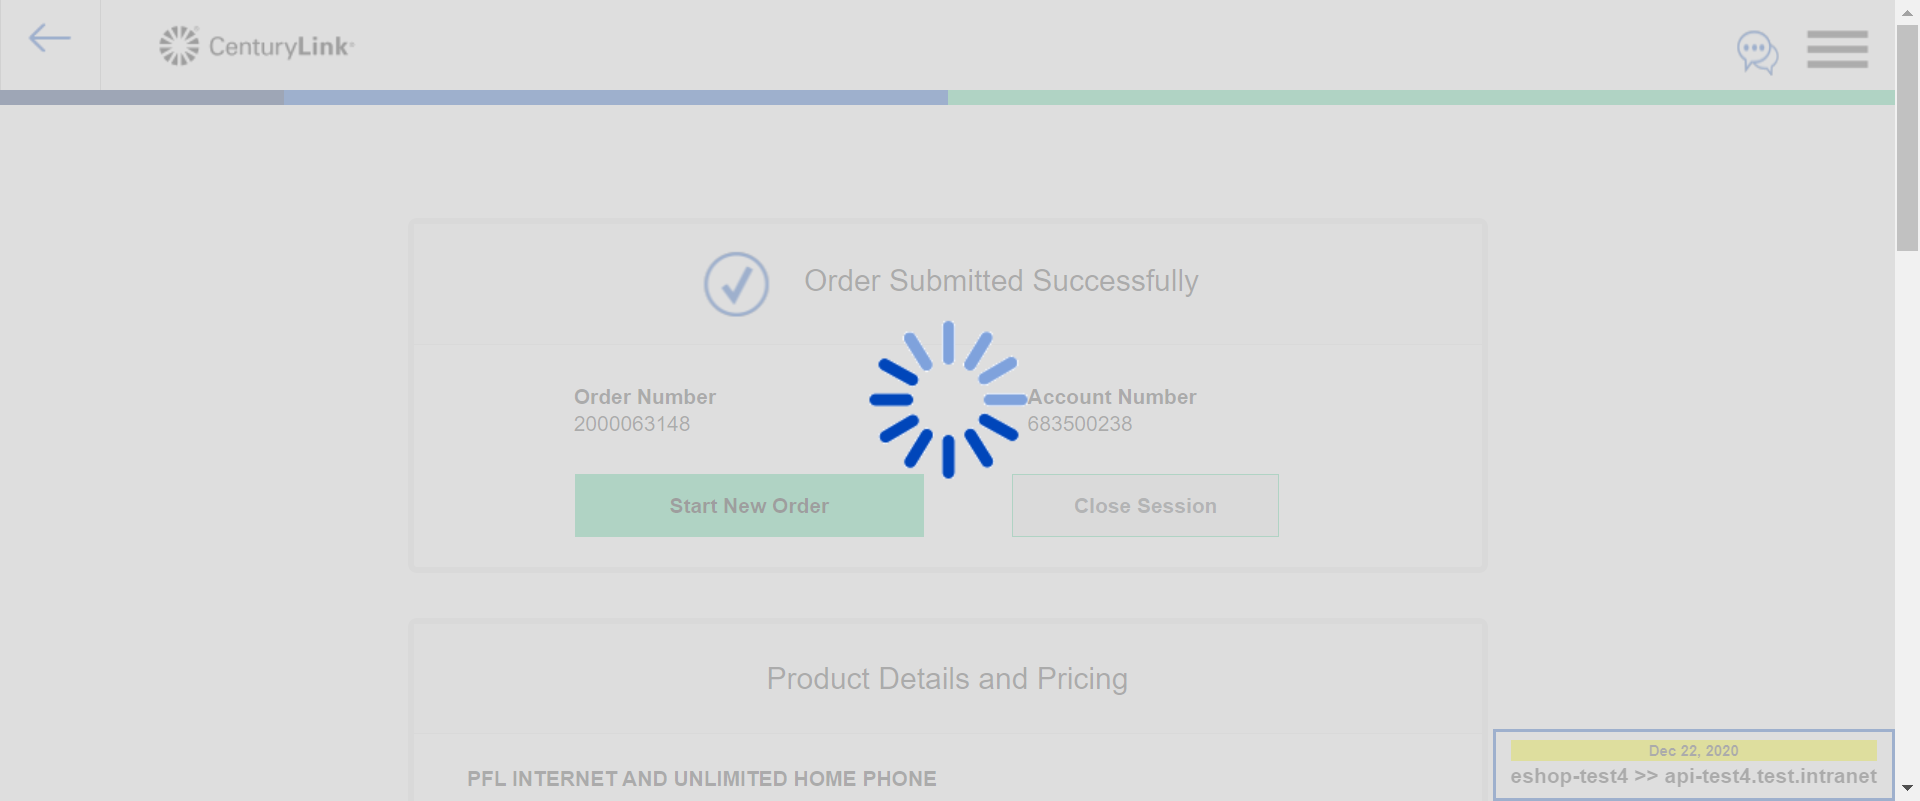 CenturyLink®
Order Submitted Successfully
Order Number
2000063148
Account Number
683500238
Start New Order
Close Session
Product Details and Pricing
PFL INTERNET AND UNLIMITED HOME PHONE
Dec 22, 2020
eshop-test4 >> api-test4.test.intranet